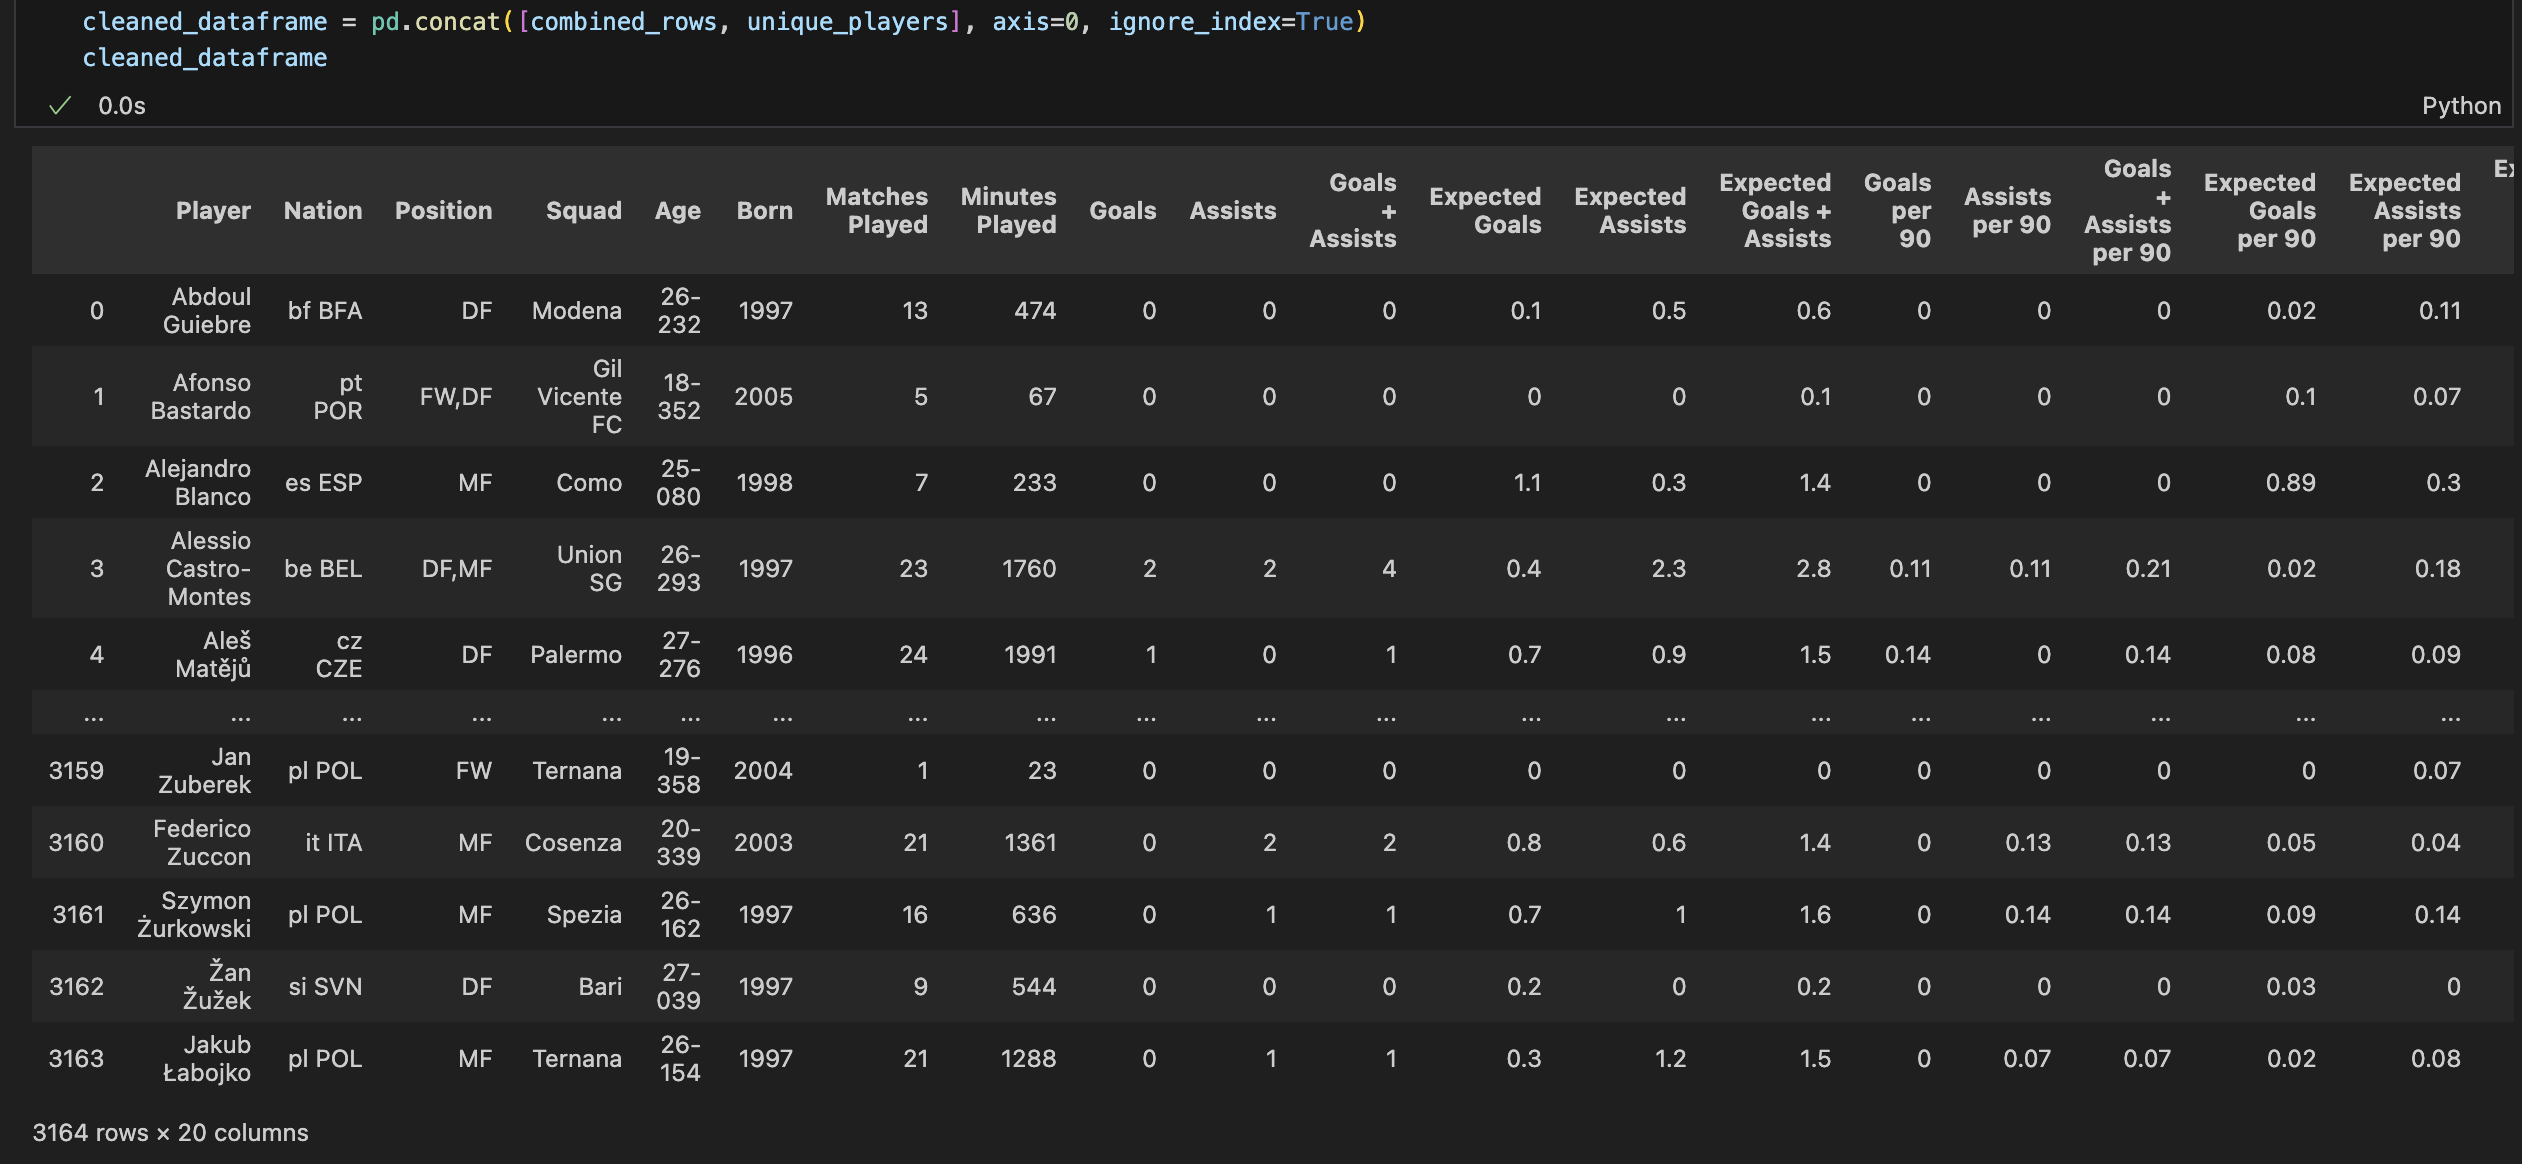 cleaned_dataframe = pd.concat([combined_rows, unique_players], axis=0, ignore_index=True)
cleaned_dataframe
✓ 0.0s Python
Player Nation Position Squad Age Born Matches Played Minutes Played Goals Assists Goals + Assists Expected Goals Expected Assists Expected Goals + Assists Goals per 90 Assists per 90 Goals + Assists per 90 Expected Goals per 90 Expected Assists per 90
0 Abdoul Guiebre bf BFA DF Modena 26-232 1997 13 474 0 0 0 0.1 0.5 0.6 0 0 0 0.02 0.11
1 Afonso Bastardo pt POR FW,DF Gil Vicente FC 18-352 2005 5 67 0 0 0 0 0 0.1 0 0 0 0.1 0.07
2 Alejandro Blanco es ESP MF Como 25-080 1998 7 233 0 0 0 1.1 0.3 1.4 0 0 0 0.89 0.3
3 Alessio Castro-Montes be BEL DF,MF Union SG 26-293 1997 23 1760 2 2 4 0.4 2.3 2.8 0.11 0.11 0.21 0.02 0.18
4 Aleš Matějů cz CZE DF Palermo 27-276 1996 24 1991 1 0 1 0.7 0.9 1.5 0.14 0 0.14 0.08 0.09
... ... ... ... ... ... ... ... ... ... ... ... ... ... ... ... ... ... ... ...
3159 Jan Zuberek pl POL FW Ternana 19-358 2004 1 23 0 0 0 0 0 0 0 0 0 0 0.07
3160 Federico Zuccon it ITA MF Cosenza 20-339 2003 21 1361 0 2 2 0.8 0.6 1.4 0 0.13 0.13 0.05 0.04
3161 Szymon Żurkowski pl POL MF Spezia 26-162 1997 16 636 0 1 1 0.7 1 1.6 0 0.14 0.14 0.09 0.14
3162 Žan Žužek si SVN DF Bari 27-039 1997 9 544 0 0 0 0.2 0 0.2 0 0 0 0.03 0
3163 Jakub Łabojko pl POL MF Ternana 26-154 1997 21 1288 0 1 1 0.3 1.2 1.5 0 0.07 0.07 0.02 0.08
3164 rows × 20 columns